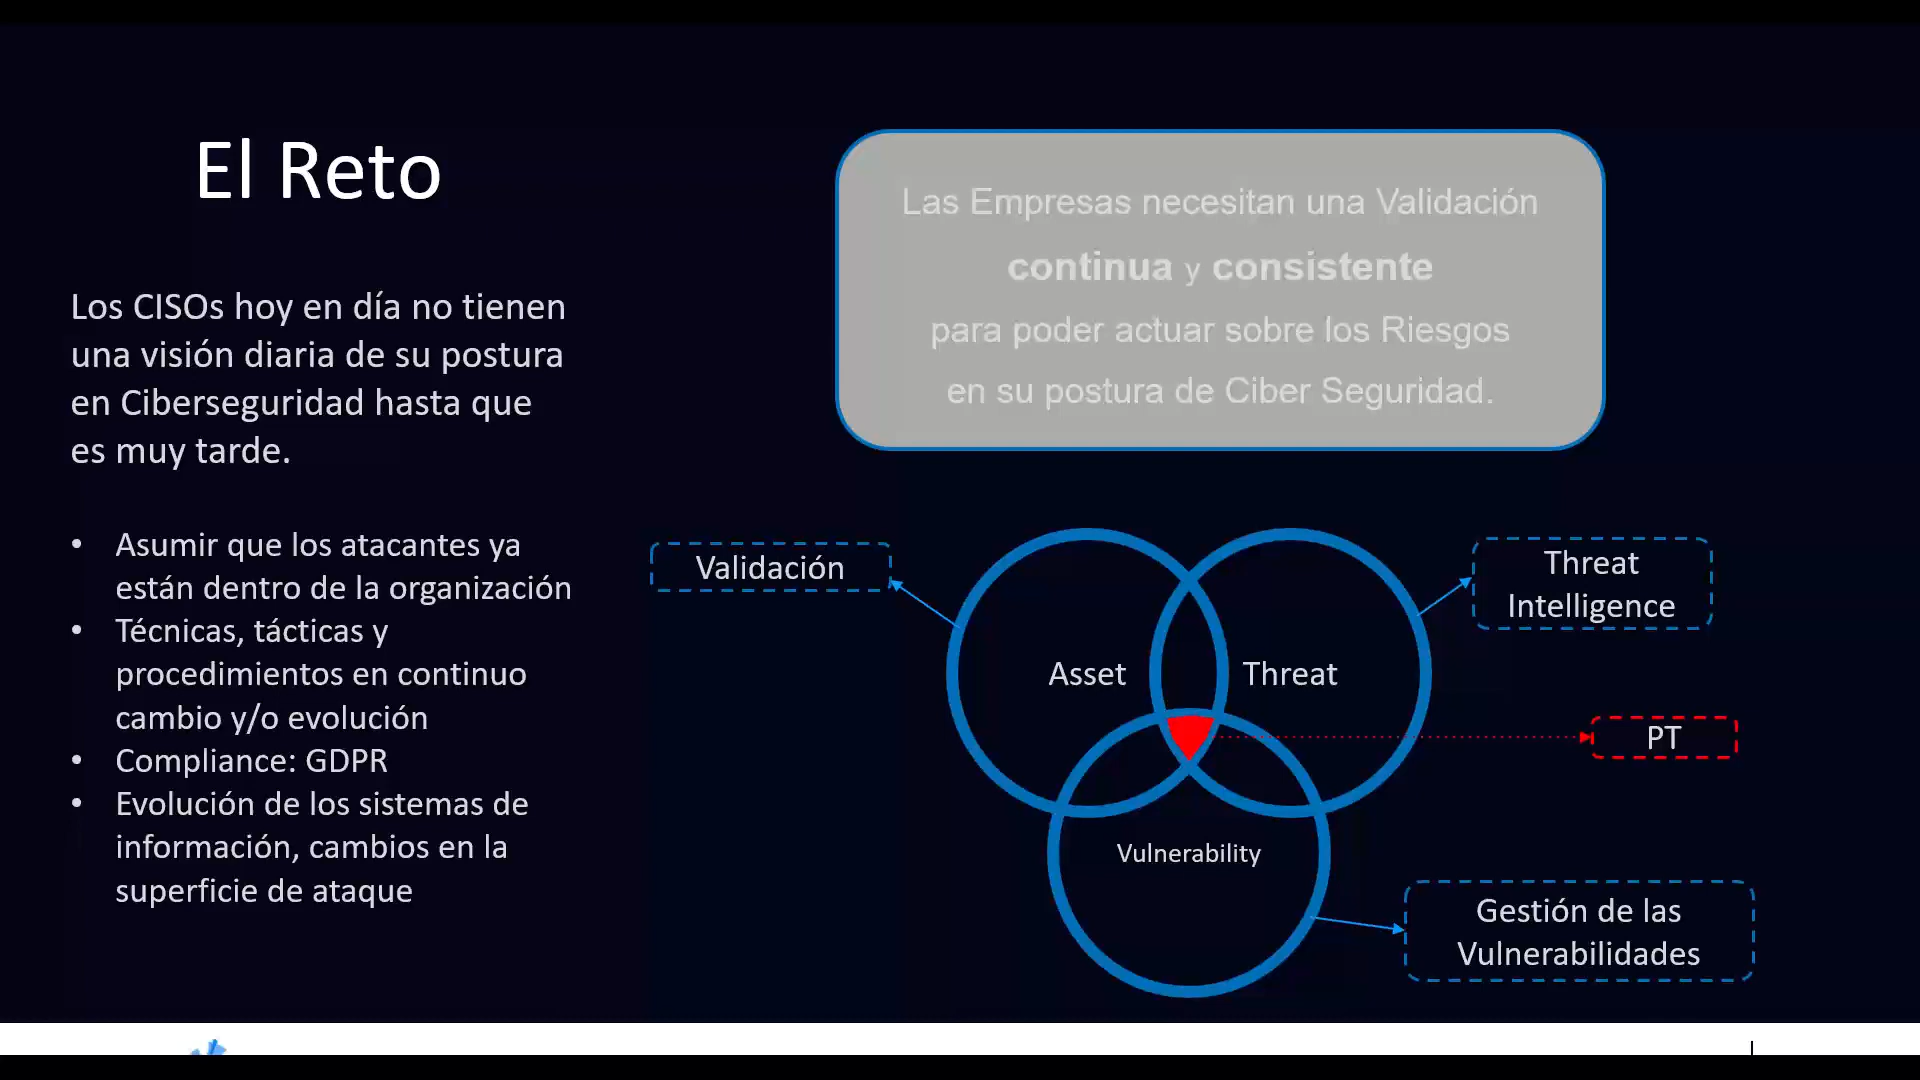 El Reto
Los CISOs hoy en día no tienen
una visión diaria de su postura
en Ciberseguridad hasta que
es muy tarde.
• Asumir que los atacantes ya
están dentro de la organización
• Técnicas, tácticas y
procedimientos en continuo
cambio y/o evolución
• Compliance: GDPR
• Evolución de los sistemas de
información, cambios en la
superficie de ataque
Las Empresas necesitan una Validación
continua y consistente
para poder actuar sobre los Riesgos
en su postura de Ciber Seguridad.
Validación
Threat
Intelligence
Asset
Threat
PT
Vulnerability
Gestión de las
Vulnerabilidades